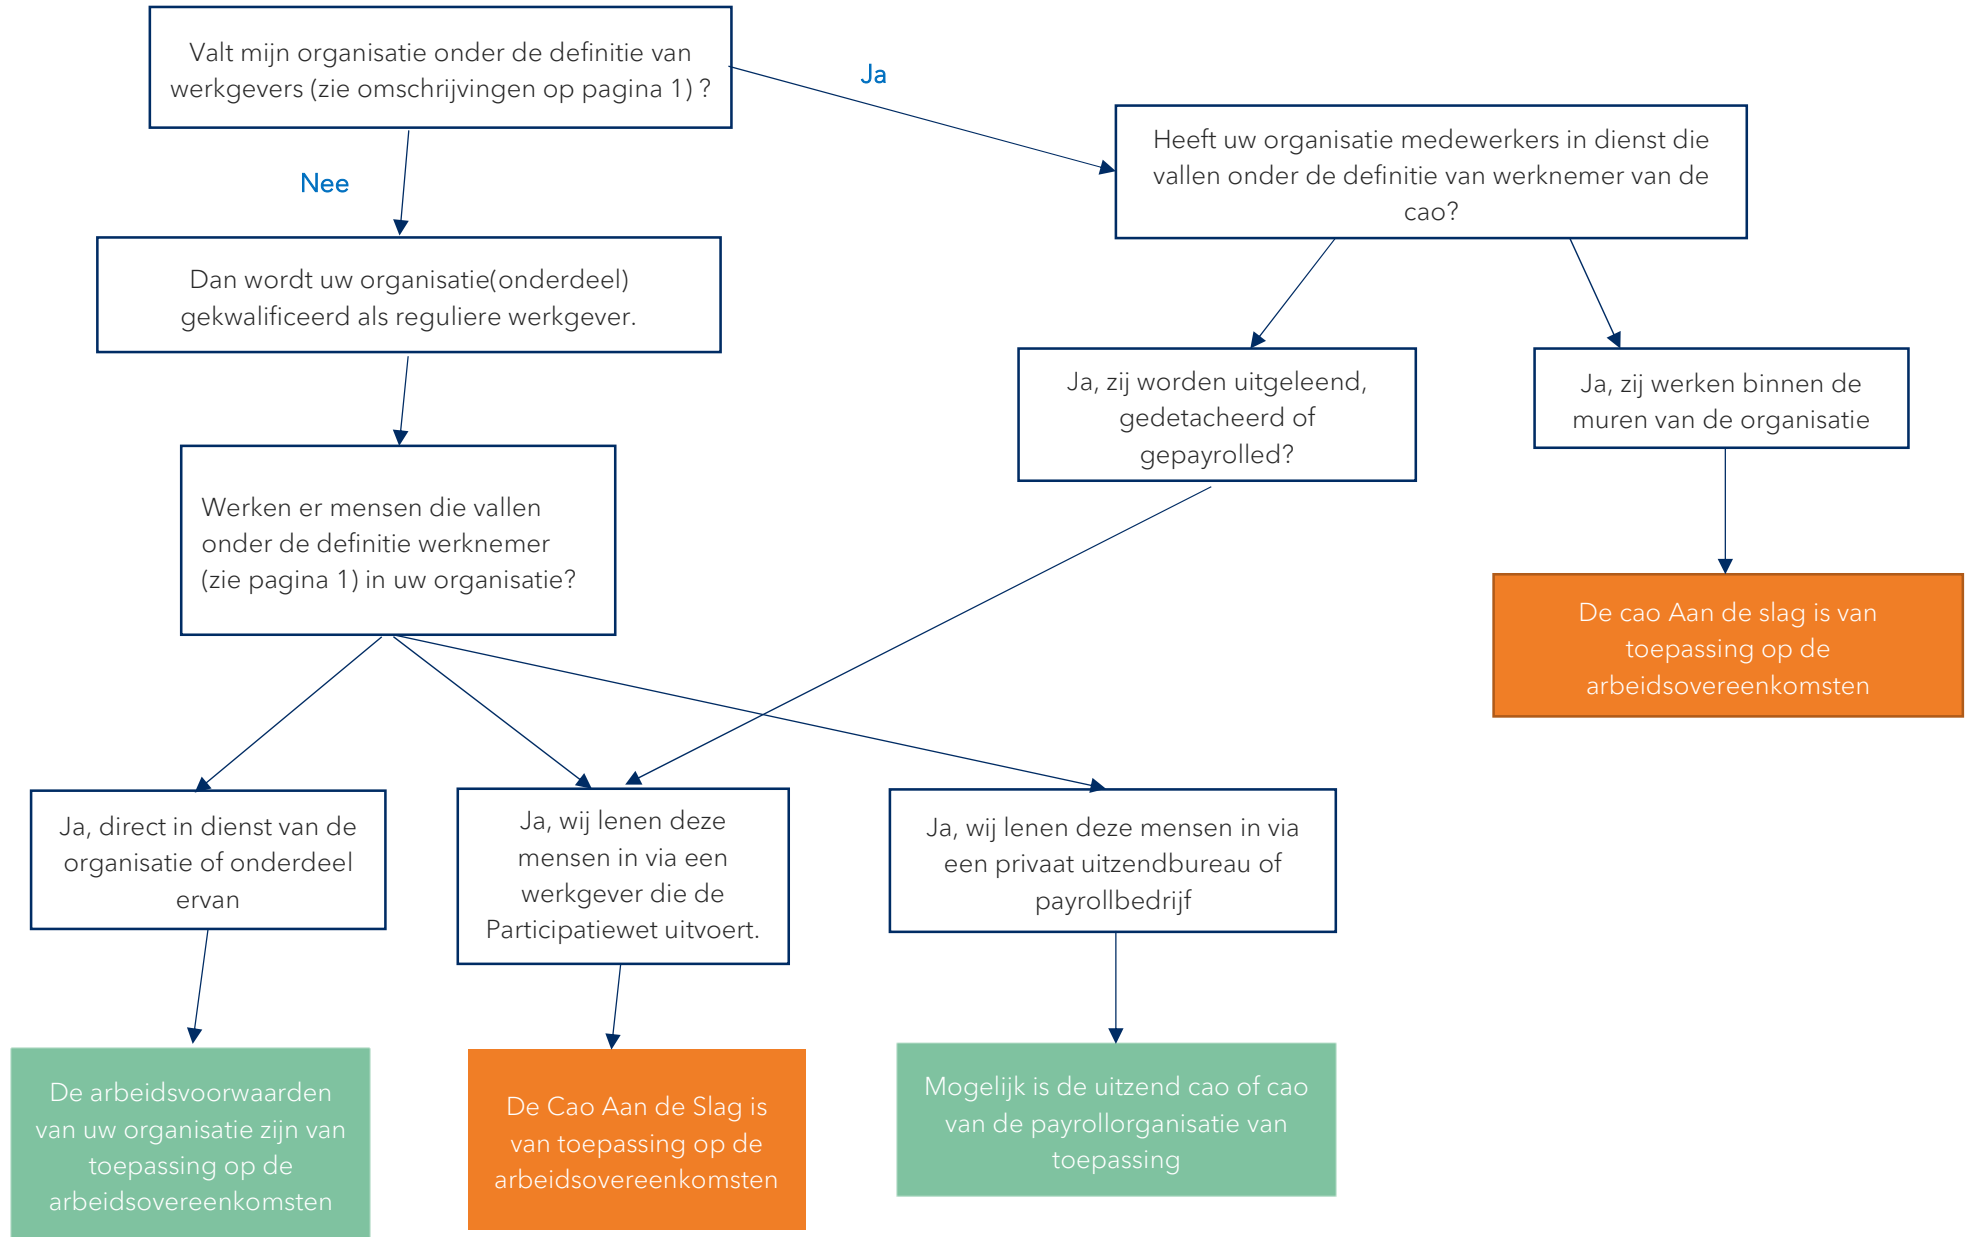 Valt mijn organisatie onder de definitie van
werkgevers (zie omschrijvingen op pagina 1) ?
Ja
Heeft uw organisatie medewerkers in dienst die
vallen onder de definitie van werknemer van de
cao?
Nee
Dan wordt uw organisatie(onderdeel)
gekwalificeerd als reguliere werkgever.
Ja, zij worden uitgeleend,
gedetacheerd of
gepayrolled?
Ja, zij werken binnen de
muren van de organisatie
Werken er mensen die vallen
onder de definitie werknemer
(zie pagina 1) in uw organisatie?
De cao Aan de slag is van
toepassing op de
arbeidsovereenkomsten
Ja, direct in dienst van de
organisatie of onderdeel
ervan
Ja, wij lenen deze
mensen in via een
werkgever die de
Participatiewet uitvoert.
Ja, wij lenen deze mensen in via
een privaat uitzendbureau of
payrollbedrijf
De arbeidsvoorwaarden
van uw organisatie zijn van
toepassing op de
arbeidsovereenkomsten
De Cao Aan de Slag is
van toepassing op de
arbeidsovereenkomsten
Mogelijk is de uitzend cao of cao
van de payrollorganisatie van
toepassing